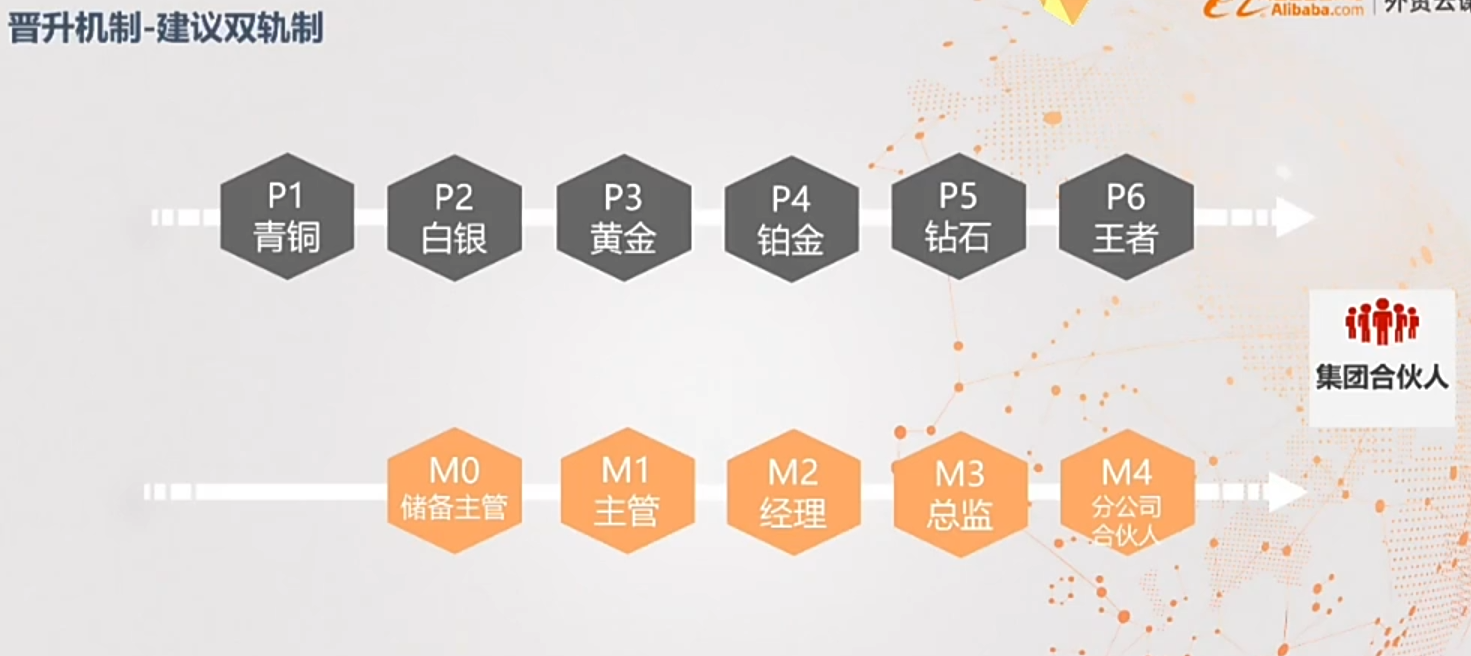 晋升机制-建议双轨制
Alibaba.com
外贸云课
P1
青铜
P2
白银
P3
黄金
P4
铂金
P5
钻石
P6
王者
集团合伙人
M0
储备主管
M1
主管
M2
经理
M3
总监
M4
分公司
合伙人